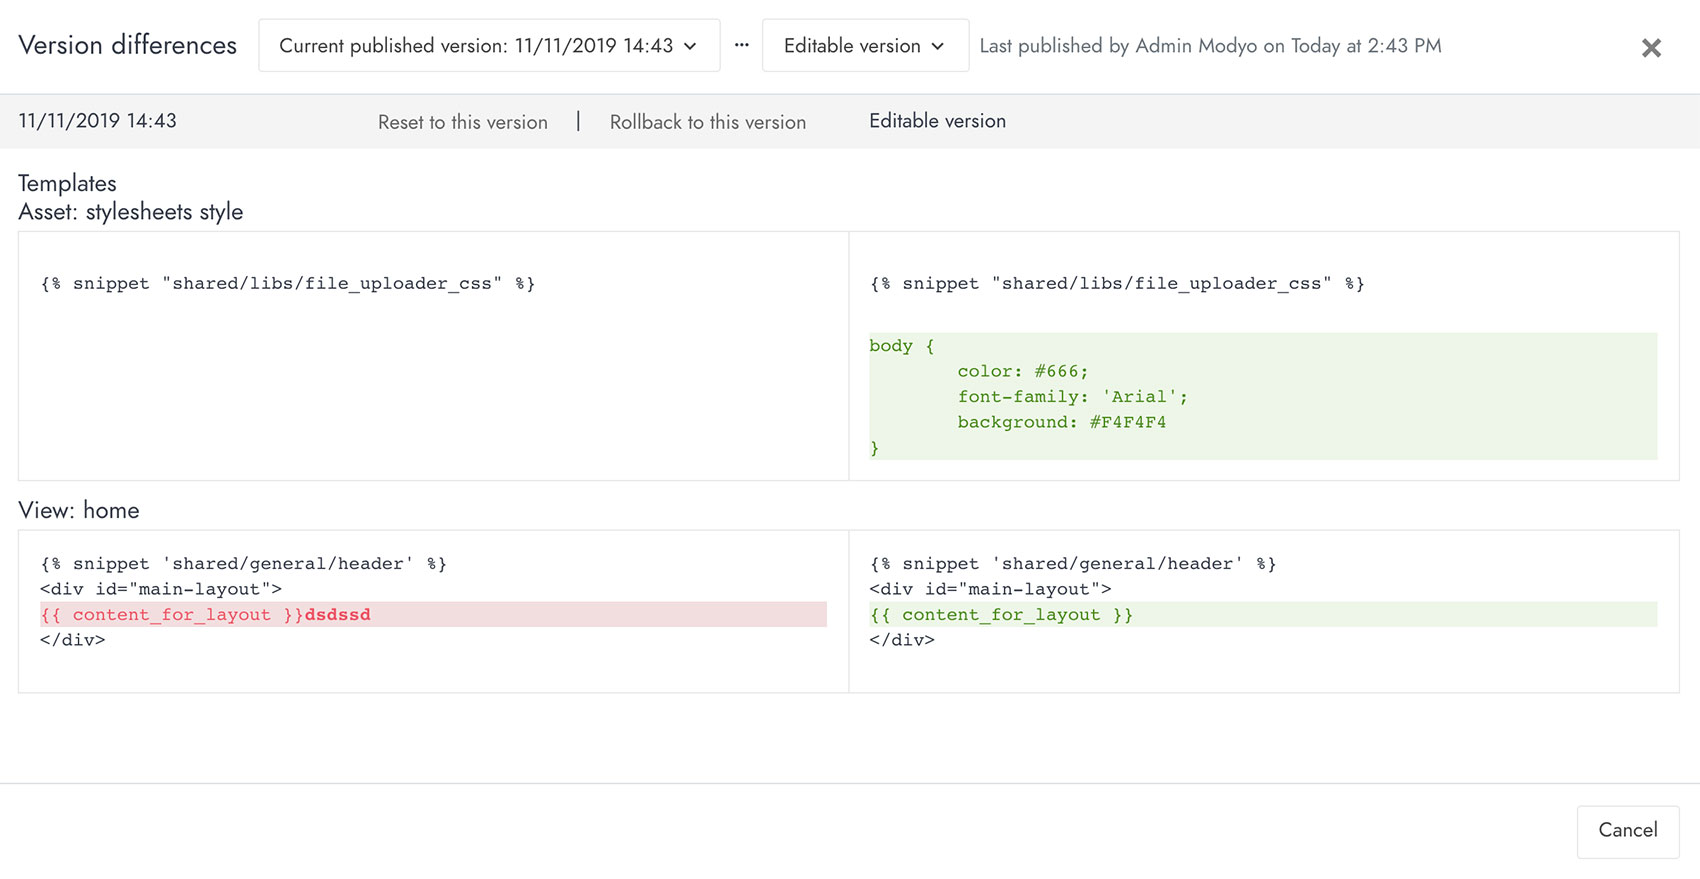 Version differences Current published version: 11/11/2019 14:43 ··· Editable version Last published by Admin Modyo on Today at 2:43 PM
11/11/2019 14:43 Reset to this version | Rollback to this version Editable version
Templates
Asset: stylesheets style
{% snippet "shared/libs/file_uploader_css" %}
{% snippet "shared/libs/file_uploader_css" %}
body {
color: #666;
font-family: 'Arial';
background: #F4F4F4
}
View: home
{% snippet 'shared/general/header' %}
<div id="main-layout">
{{ content_for_layout }}dsdssd
</div>
{% snippet 'shared/general/header' %}
<div id="main-layout">
{{ content_for_layout }}
</div>
Cancel